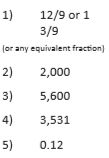 1) 12/9 or 1
3/9
(or any equivalent fraction)
2) 2,000
3) 5,600
4) 3,531
5) 0.12